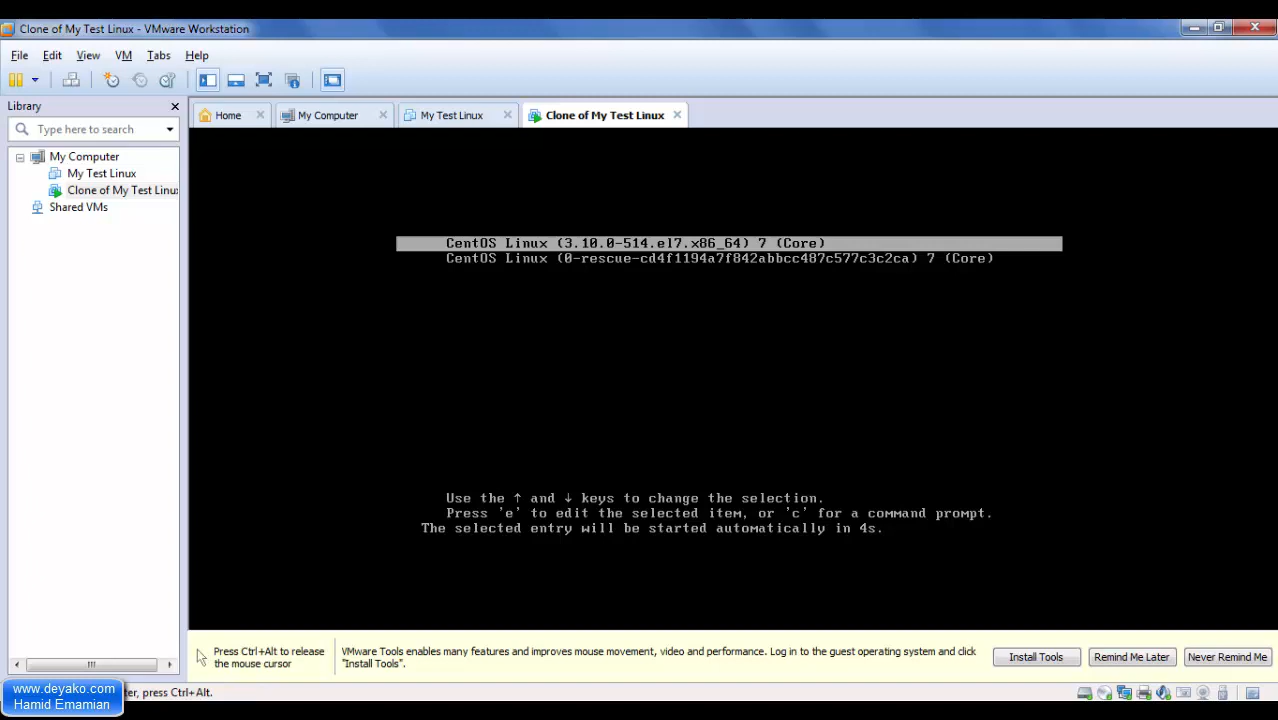 Clone of My Test Linux - VMware Workstation
File Edit View VM Tabs Help
Library
Type here to search
My Computer
My Test Linux
Clone of My Test Linux
Shared VMs
Home My Computer My Test Linux Clone of My Test Linux
CentOS Linux (3.10.0-514.el7.x86_64) 7 (Core)
CentOS Linux (0-rescue-cd4f1194a7f842abbcc487c577c3c2ca) 7 (Core)
Use the ↑ and ↓ keys to change the selection.
Press 'e' to edit the selected item, or 'c' for a command prompt.
The selected entry will be started automatically in 4s.
Press Ctrl+Alt to release
the mouse cursor
VMware Tools enables many features and improves mouse movement, video and performance. Log in to the guest operating system and click
"Install Tools".
Install Tools Remind Me Later Never Remind Me
www.deyako.com
Hamid Emamian
ter, press Ctrl+Alt.